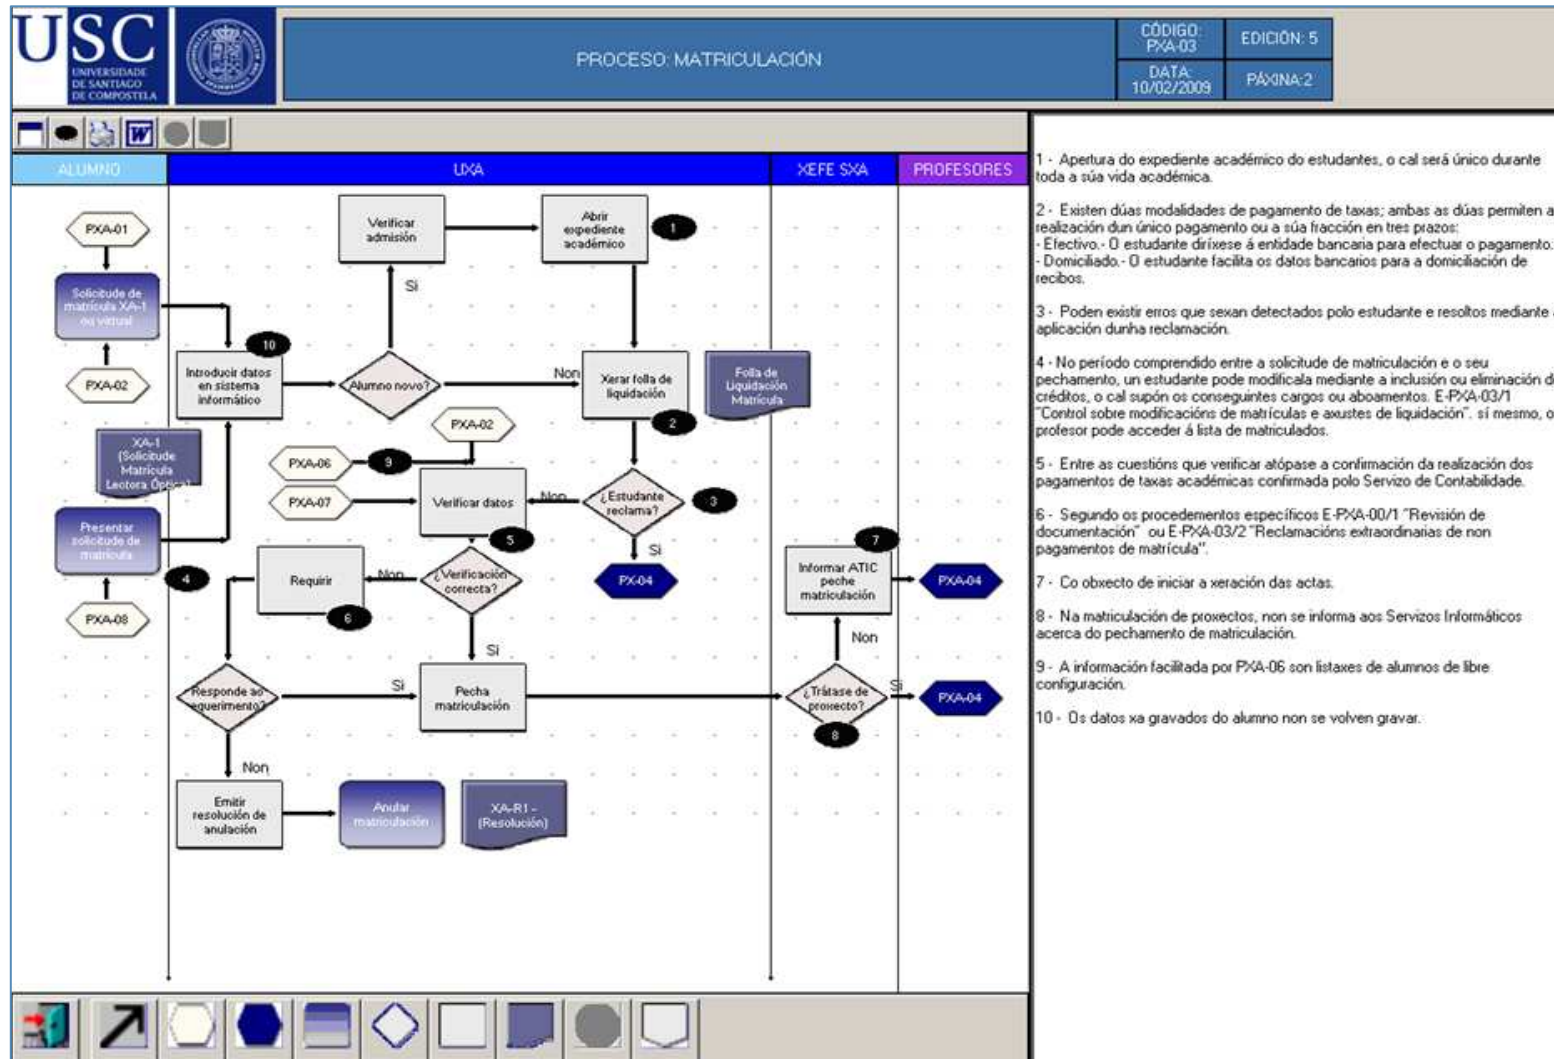 USC
UNIVERSIDADE
DE SANTIAGO
DE COMPOSTELA
PROCESO: MATRICULACIÓN
CÓDIGO:
PXA-03
EDICIÓN: 5
DATA:
10/02/2009
PÁXINA:2
W
ALUMNO
UXA
XEFE SXA
PROFESORES
PXA-01
Solicitude de
matrícula XA-1
ou virtual
PXA-02
XA-1
(Solicitude
Matrícula
Lectora Óptica)
Presentar
solicitude de
matrícula
4
PXA-08
Verificar
admisión
Abrir
expediente
académico
1
Si
10
Introducir datos
en sistema
informático
Alumno novo?
Non
Xerar folla de
liquidación
2
Folla de
Liquidación
Matrícula
PXA-02
PXA-06
9
PXA-07
Verificar datos
5
Non
¿Estudante
reclama?
3
Si
PX-04
Requirir
6
Non
¿Verificación
correcta?
Si
7
Informar ATIC
peche
matriculación
PXA-04
Non
Responde ao
equerimento?
Si
Pecha
matriculación
¿Trátase de
proxecto?
8
Si
PXA-04
Non
Emitir
resolución de
anulación
Anular
matriculación
XA-R1 -
(Resolución)
1 - Apertura do expediente académico do estudantes, o cal será único durante
toda a súa vida académica.
2 - Existen dúas modalidades de pagamento de taxas; ambas as dúas permiten a
realización dun único pagamento ou a súa fracción en tres prazos:
- Efectivo.- O estudante diríxese á entidade bancaria para efectuar o pagamento.
- Domiciliado.- O estudante facilita os datos bancarios para a domiciliación de
recibos.
3 - Poden existir erros que sexan detectados polo estudante e resoltos mediante a
aplicación dunha reclamación.
4 - No período comprendido entre a solicitude de matriculación e o seu
pechamento, un estudante pode modificala mediante a inclusión ou eliminación d
créditos, o cal supón os conseguintes cargos ou aboamentos. E-PXA-03/1
"Control sobre modificacións de matrículas e axustes de liquidación". sí mesmo, o
profesor pode acceder á lista de matriculados.
5 - Entre as cuestións que verificar atópase a confirmación da realización dos
pagamentos de taxas académicas confirmada polo Servizo de Contabilidade.
6 - Segundo os procedementos específicos E-PXA-00/1 "Revisión de
documentación" ou E-PXA-03/2 "Reclamacións extraordinarias de non
pagamentos de matrícula".
7 - Co obxecto de iniciar a xeración das actas.
8 - Na matriculación de proxectos, non se informa aos Servizos Informáticos
acerca do pechamento de matriculación.
9 - A información facilitada por PXA-06 son listaxes de alumnos de libre
configuración.
10 - Os datos xa gravados do alumno non se volven gravar.